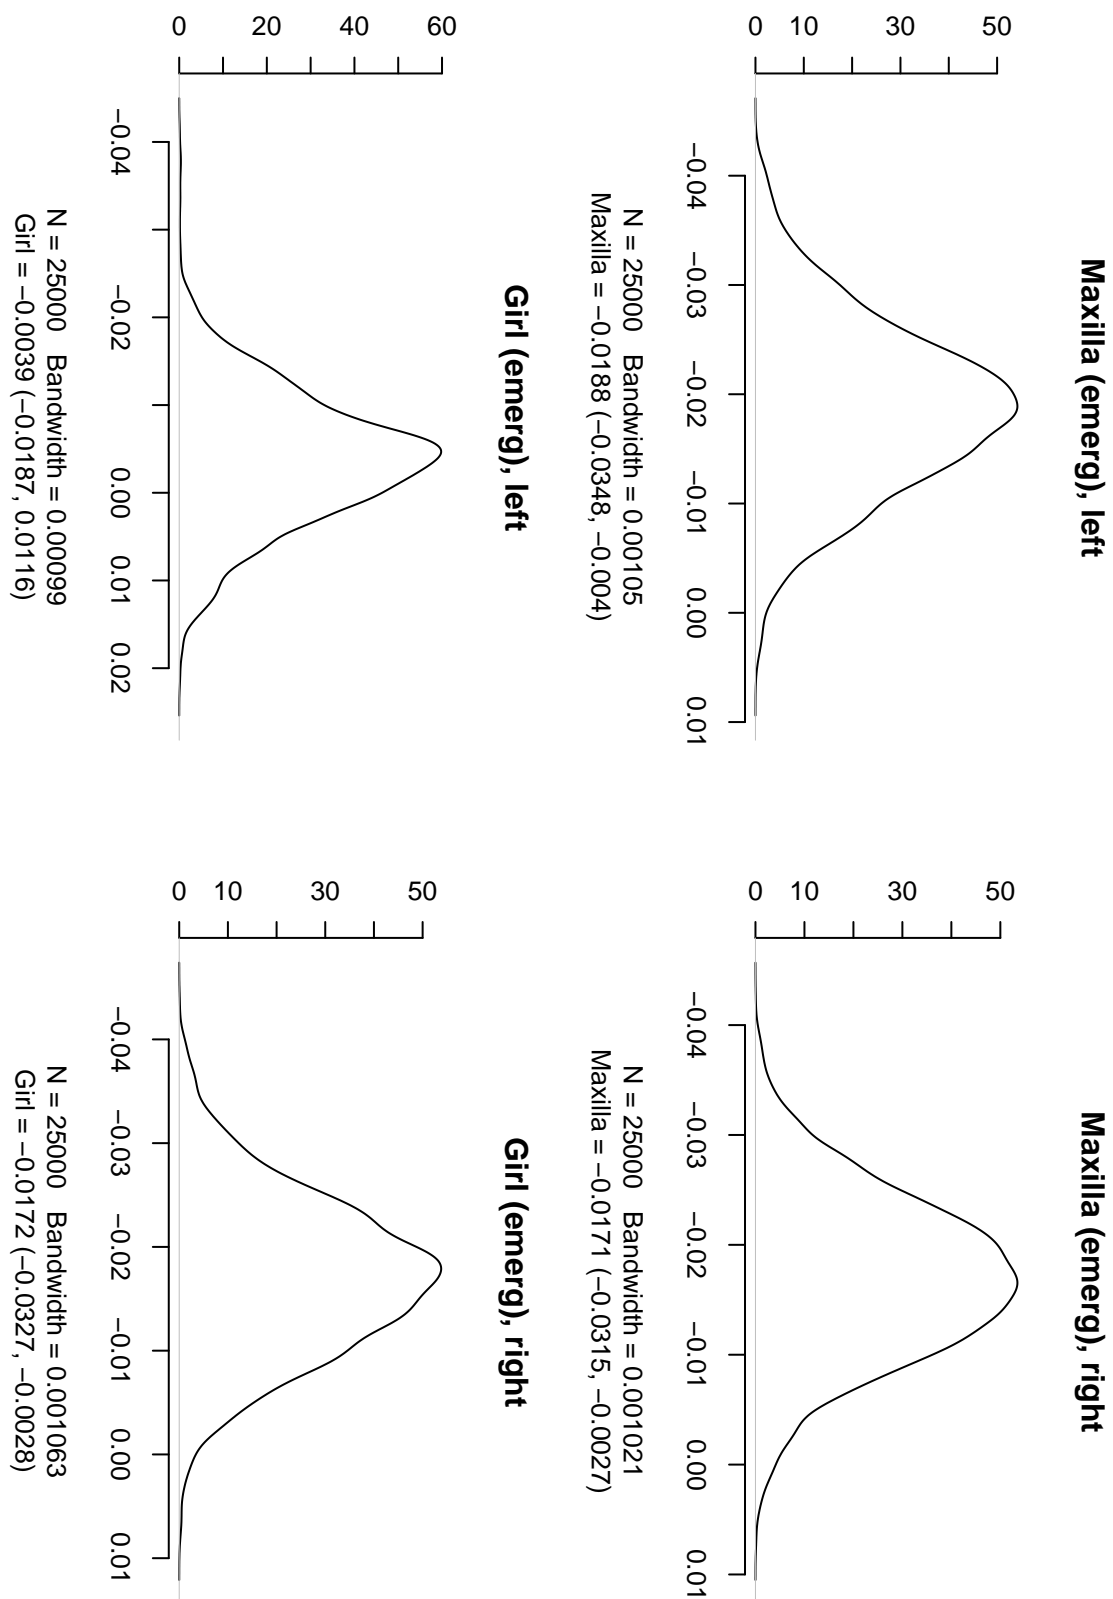 Maxilla (emerg), left
0 10 30 50
−0.04 −0.03 −0.02 −0.01 0.00 0.01
N = 25000 Bandwidth = 0.00105
Maxilla = −0.0188 (−0.0348, −0.004)
Maxilla (emerg), right
0 10 30 50
−0.04 −0.03 −0.02 −0.01 0.00 0.01
N = 25000 Bandwidth = 0.001021
Maxilla = −0.0171 (−0.0315, −0.0027)
Girl (emerg), left
0 20 40 60
−0.04 −0.02 0.00 0.01 0.02
N = 25000 Bandwidth = 0.00099
Girl = −0.0039 (−0.0187, 0.0116)
Girl (emerg), right
0 10 30 50
−0.04 −0.03 −0.02 −0.01 0.00 0.01
N = 25000 Bandwidth = 0.001063
Girl = −0.0172 (−0.0327, −0.0028)